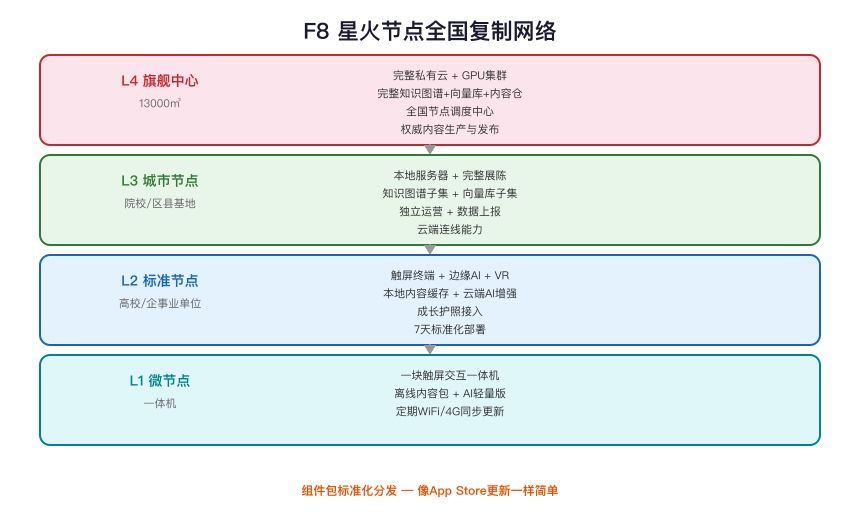 F8 星火节点全国复制网络
L4 旗舰中心
13000㎡
完整私有云 + GPU集群
完整知识图谱+向量库+内容仓
全国节点调度中心
权威内容生产与发布
L3 城市节点
院校/区县基地
本地服务器 + 完整展陈
知识图谱子集 + 向量库子集
独立运营 + 数据上报
云端连线能力
L2 标准节点
高校/企事业单位
触屏终端 + 边缘AI + VR
本地内容缓存 + 云端AI增强
成长护照接入
7天标准化部署
L1 微节点
一体机
一块触屏交互一体机
离线内容包 + AI轻量版
定期WiFi/4G同步更新
组件包标准化分发 — 像App Store更新一样简单